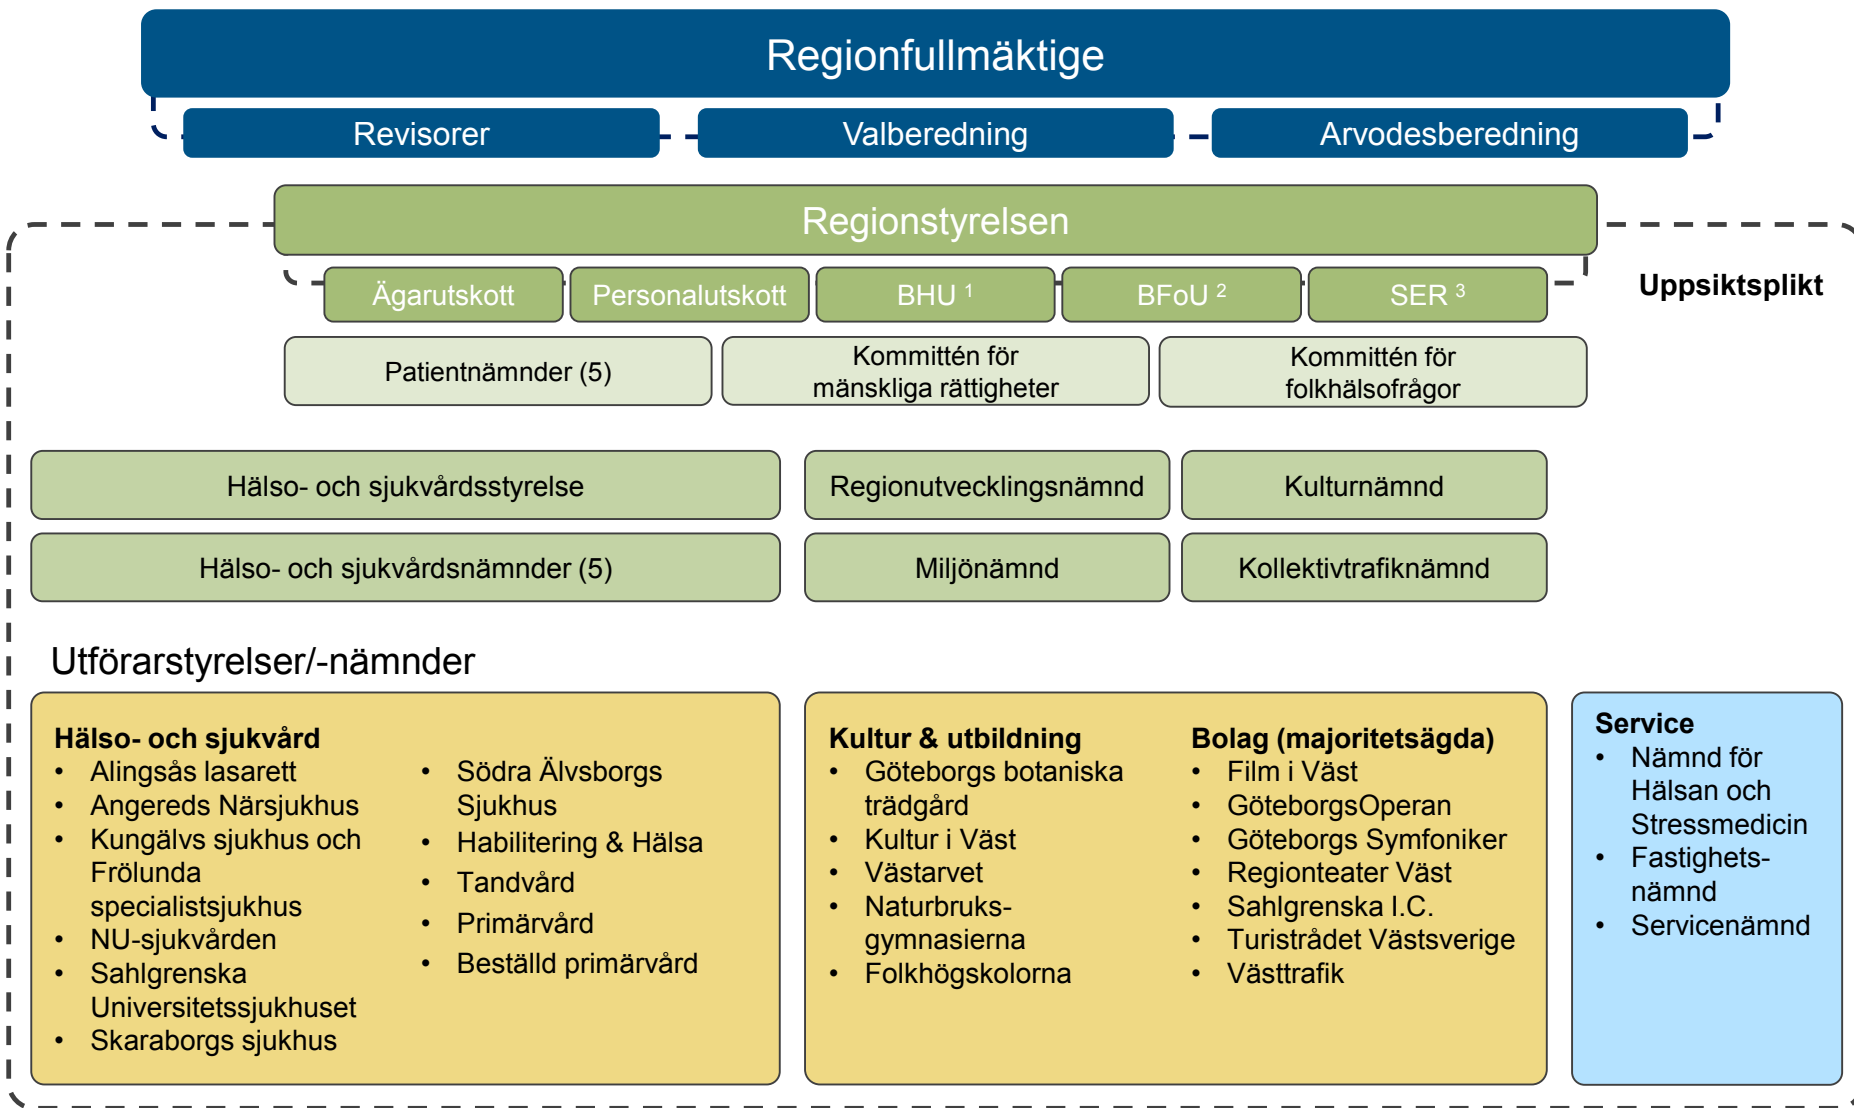 Regionfullmäktige
Revisorer
Valberedning
Arvodesberedning
Regionstyrelsen
Uppsiktsplikt
Ägarutskott
Personalutskott
BHU ¹
BFoU ²
SER ³
Patientnämnder (5)
Kommittén för
mänskliga rättigheter
Kommittén för
folkhälsofrågor
Hälso- och sjukvårdsstyrelse
Regionutvecklingsnämnd
Kulturnämnd
Hälso- och sjukvårdsnämnder (5)
Miljönämnd
Kollektivtrafiknämnd
Utförarstyrelser/-nämnder
Hälso- och sjukvård
• Alingsås lasarett
• Angereds Närsjukhus
• Kungälvs sjukhus och
Frölunda
specialistsjukhus
• NU-sjukvården
• Sahlgrenska
Universitetssjukhuset
• Skaraborgs sjukhus
• Södra Älvsborgs
Sjukhus
• Habilitering & Hälsa
• Tandvård
• Primärvård
• Beställd primärvård
Kultur & utbildning
• Göteborgs botaniska
trädgård
• Kultur i Väst
• Västarvet
• Naturbruks-
gymnasierna
• Folkhögskolorna
Bolag (majoritetsägda)
• Film i Väst
• GöteborgsOperan
• Göteborgs Symfoniker
• Regionteater Väst
• Sahlgrenska I.C.
• Turistrådet Västsverige
• Västtrafik
Service
• Nämnd för
Hälsan och
Stressmedicin
• Fastighets-
nämnd
• Servicenämnd